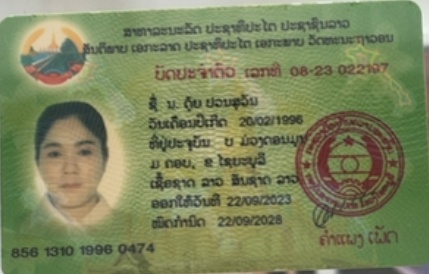 ສາທາລະນະລັດ ປະຊາທິປະໄຕ ປະຊາຊົນລາວ
ສັນຕິພາບ ເອກະລາດ ປະຊາທິປະໄຕ ເອກະພາບ ວັດທະນະຖາວອນ
ບັດປະຈຳຕົວ ເລກທີ 08-23 022197
ຊື່ ນ. ຕຸ້ຍ ປວນສຸວັນ
ວັນເດືອນປີເກີດ 20/02/1996
ທີ່ຢູ່ປະຈຸບັນ ບ ມ່ວງດອນ
ມ ຄອບ, ຂ ໄຊຍະບູລີ
ເຊື້ອຊາດ ລາວ ສັນຊາດ ລາວ
ອອກໃຫ້ວັນທີ 22/09/2023
ໝົດກຳນົດ 22/09/2028
856 1310 1996 0474
ຄຳແພງ